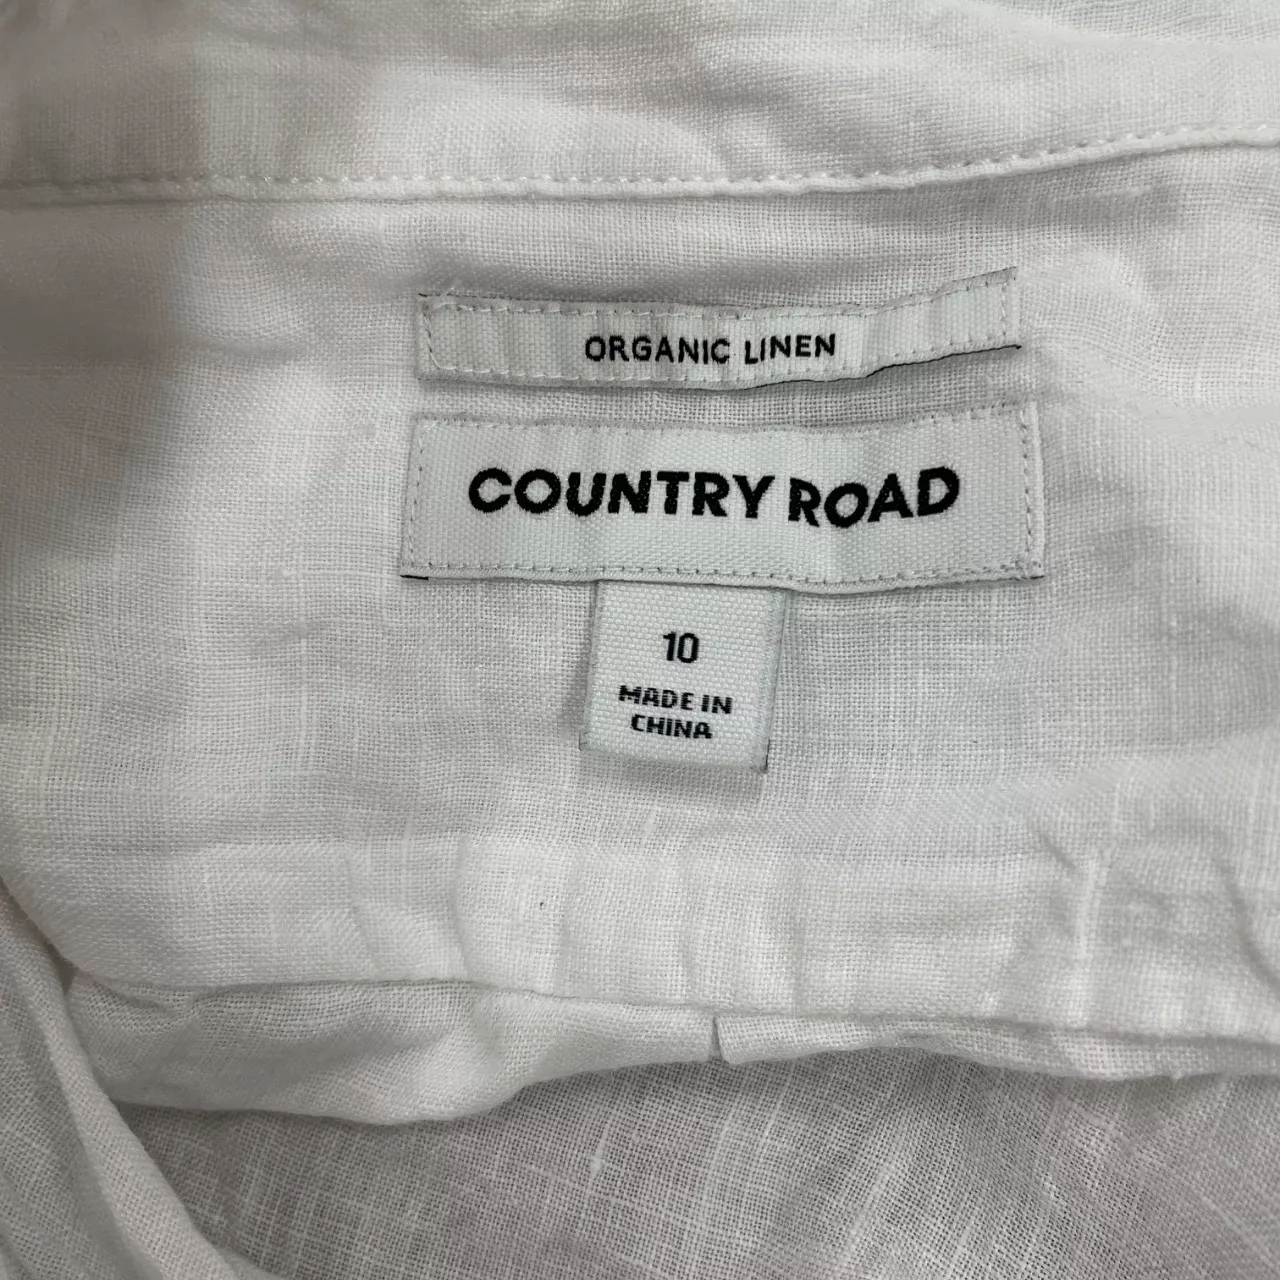 ORGANIC LINEN
COUNTRY ROAD
10
MADE IN
CHINA